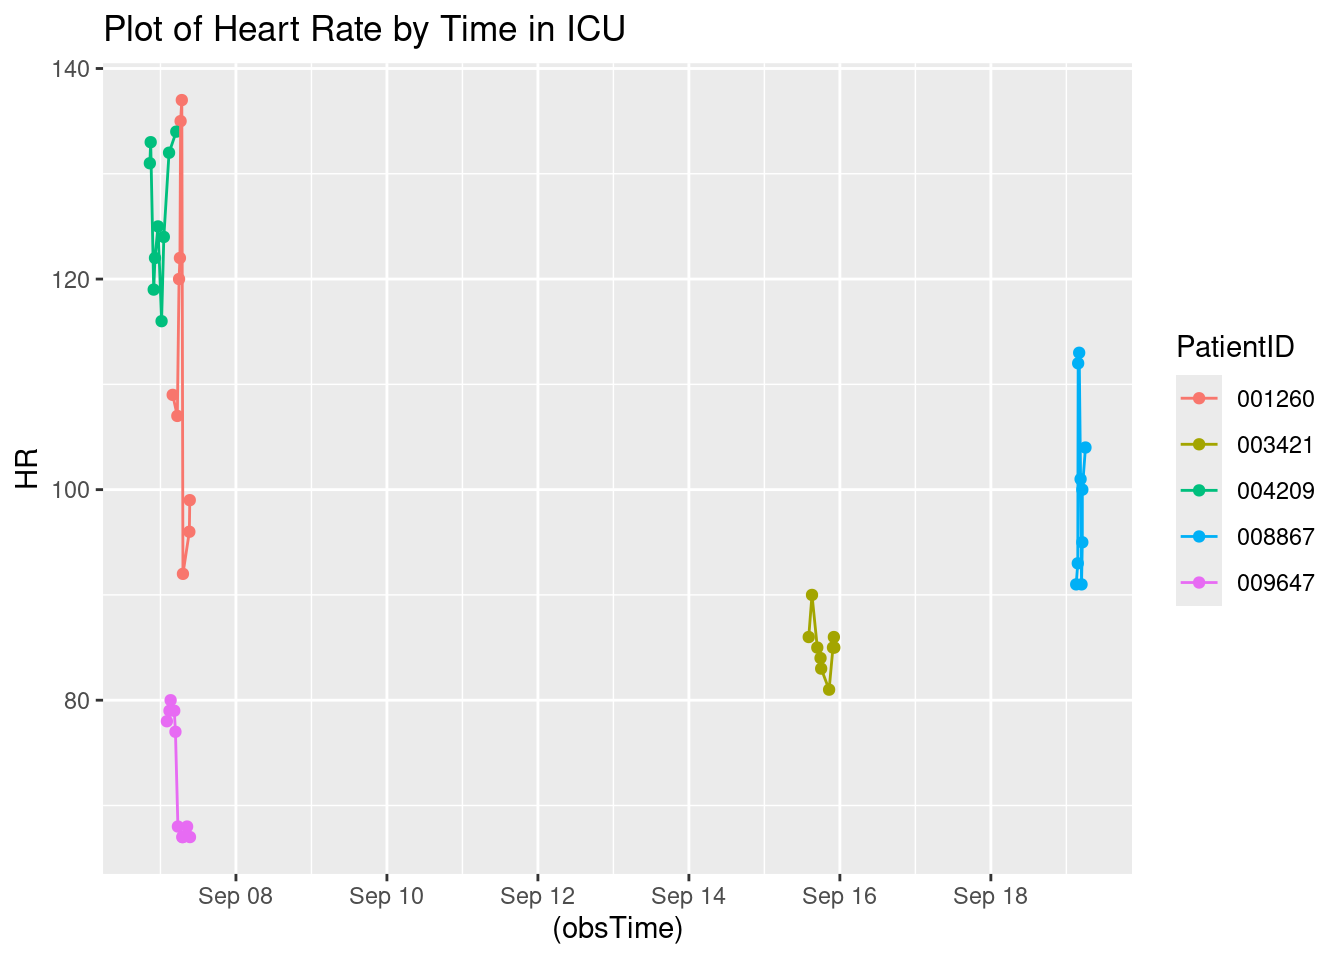 Plot of Heart Rate by Time in ICU
140
120
100
80
HR
Sep 08 Sep 10 Sep 12 Sep 14 Sep 16 Sep 18
(obsTime)
PatientID
001260
003421
004209
008867
009647